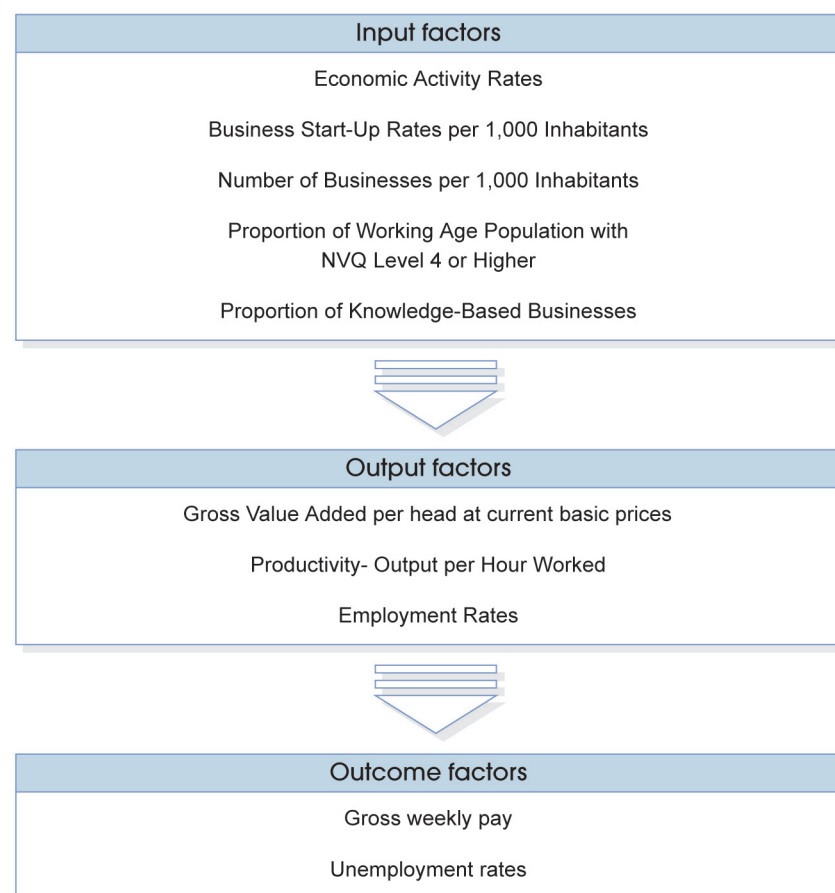 Input factors
Economic Activity Rates
Business Start-Up Rates per 1,000 Inhabitants
Number of Businesses per 1,000 Inhabitants
Proportion of Working Age Population with
NVQ Level 4 or Higher
Proportion of Knowledge-Based Businesses
Output factors
Gross Value Added per head at current basic prices
Productivity- Output per Hour Worked
Employment Rates
Outcome factors
Gross weekly pay
Unemployment rates